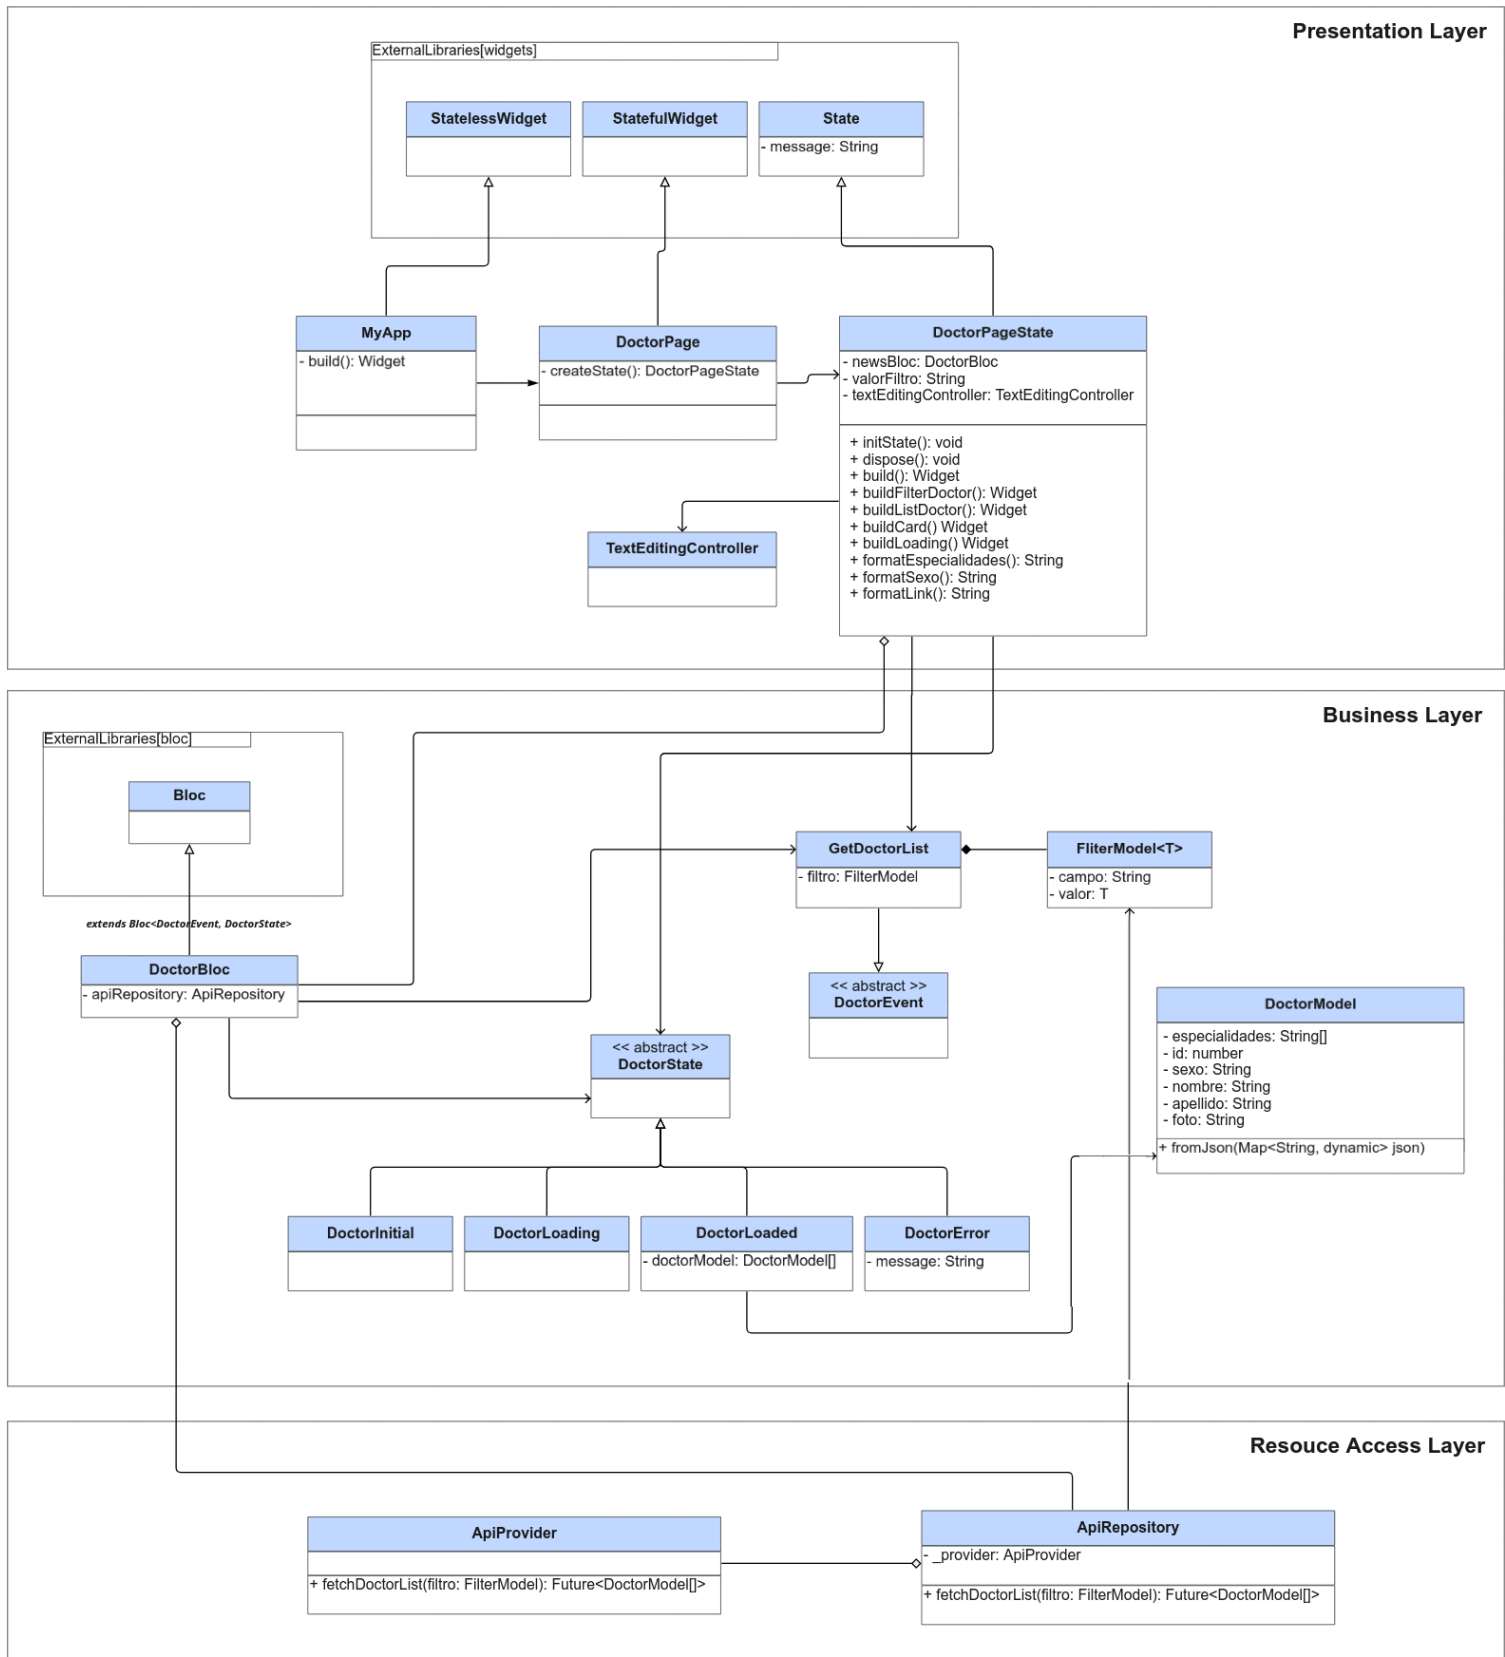 Presentation Layer
ExternalLibraries[widgets]
StatelessWidget
StatefulWidget
State
- message: String
MyApp
- build(): Widget
DoctorPage
- createState(): DoctorPageState
DoctorPageState
- newsBloc: DoctorBloc
- valorFiltro: String
- textEditingController: TextEditingController
+ initState(): void
+ dispose(): void
+ build(): Widget
+ buildFilterDoctor(): Widget
+ buildListDoctor(): Widget
+ buildCard() Widget
+ buildLoading() Widget
+ formatEspecialidades(): String
+ formatSexo(): String
+ formatLink(): String
TextEditingController
Business Layer
ExternalLibraries[bloc]
Bloc
extends Bloc<DoctorEvent, DoctorState>
DoctorBloc
- apiRepository: ApiRepository
GetDoctorList
- filtro: FilterModel
FliterModel<T>
- campo: String
- valor: T
<< abstract >>
DoctorEvent
<< abstract >>
DoctorState
DoctorModel
- especialidades: String[]
- id: number
- sexo: String
- nombre: String
- apellido: String
- foto: String
+ fromJson(Map<String, dynamic> json)
DoctorInitial
DoctorLoading
DoctorLoaded
- doctorModel: DoctorModel[]
DoctorError
- message: String
Resouce Access Layer
ApiProvider
+ fetchDoctorList(filtro: FilterModel): Future<DoctorModel[]>
ApiRepository
- _provider: ApiProvider
+ fetchDoctorList(filtro: FilterModel): Future<DoctorModel[]>